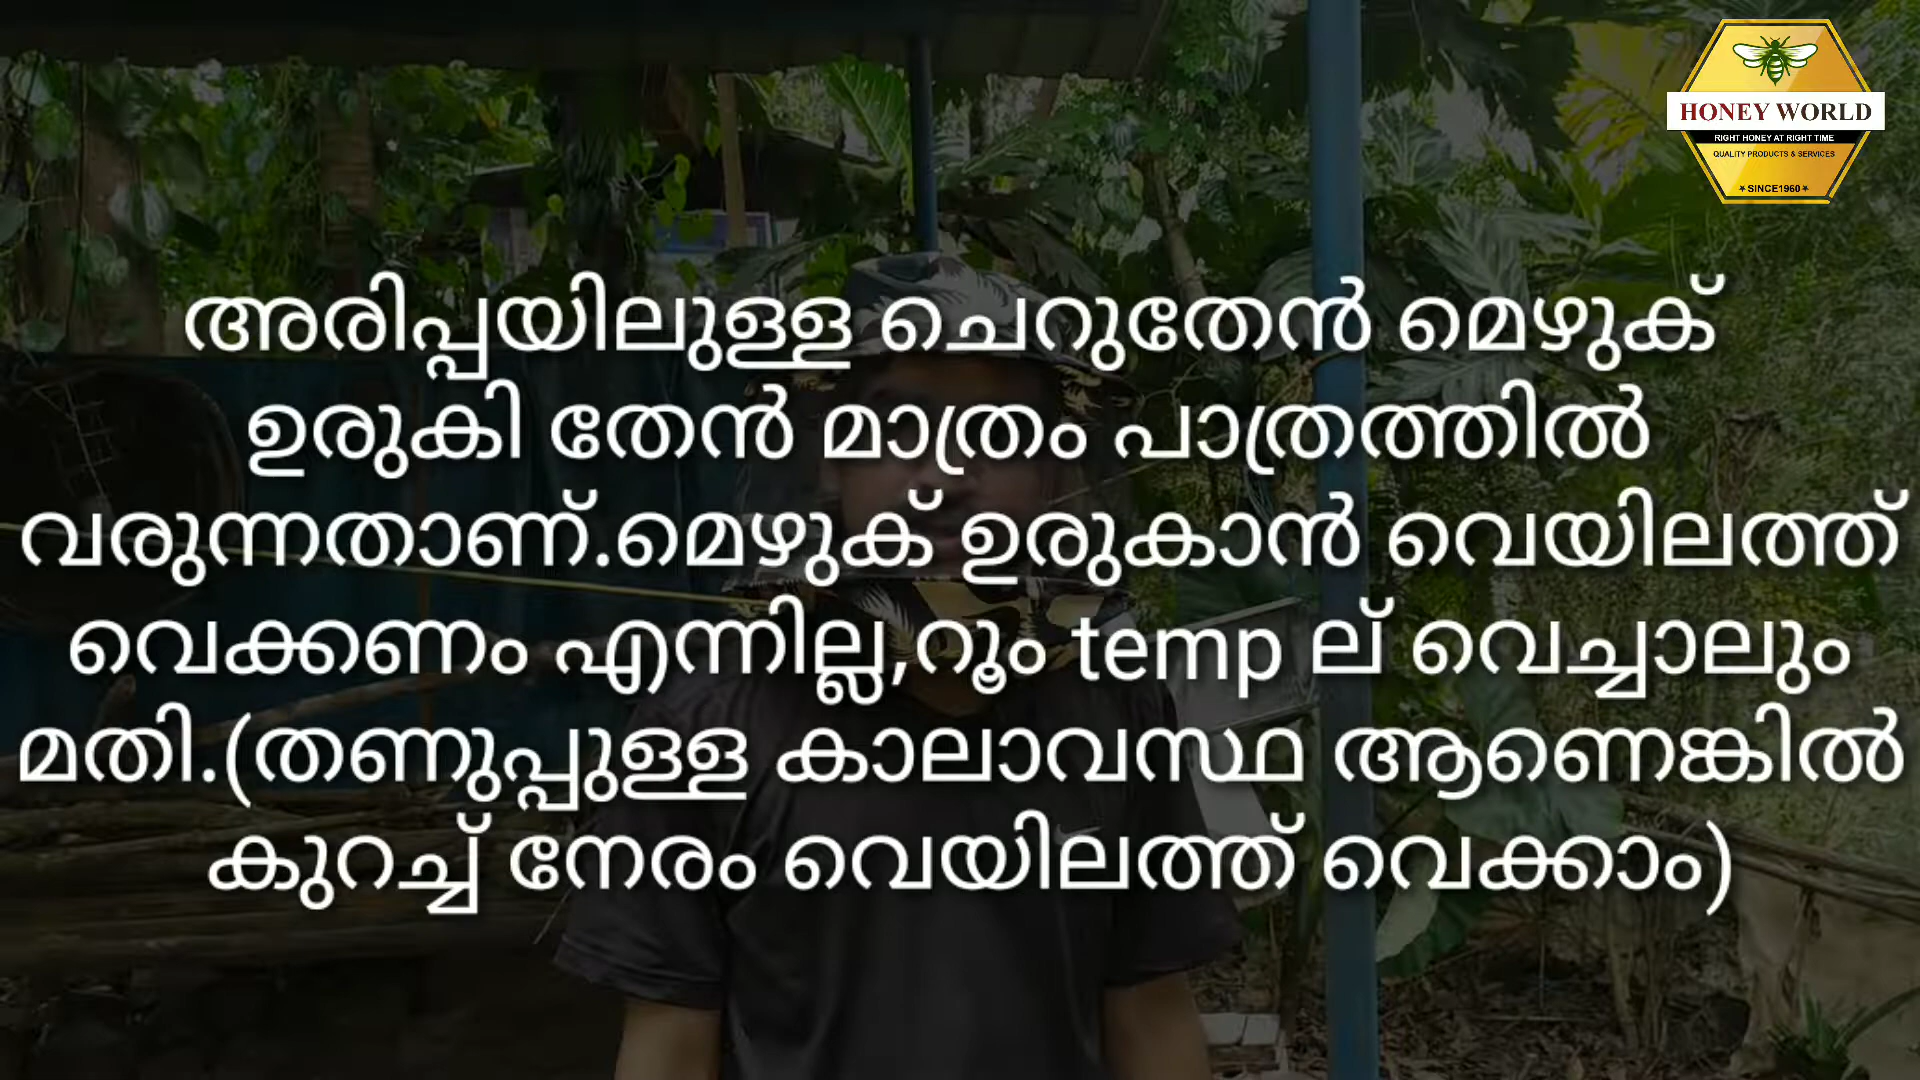 HONEY WORLD
RIGHT HONEY AT RIGHT TIME
QUALITY PRODUCTS & SERVICES
SINCE1960
അരിപ്പയിലുള്ള ചെറുതേൻ മെഴുക്
ഉരുകി തേൻ മാത്രം പാത്രത്തിൽ
വരുന്നതാണ്.മെഴുക് ഉരുകാൻ വെയിലത്ത്
വെക്കണം എന്നില്ല,റൂം temp ല് വെച്ചാലും
മതി.(തണുപ്പുള്ള കാലാവസ്ഥ ആണെങ്കിൽ
കുറച്ച് നേരം വെയിലത്ത് വെക്കാം)